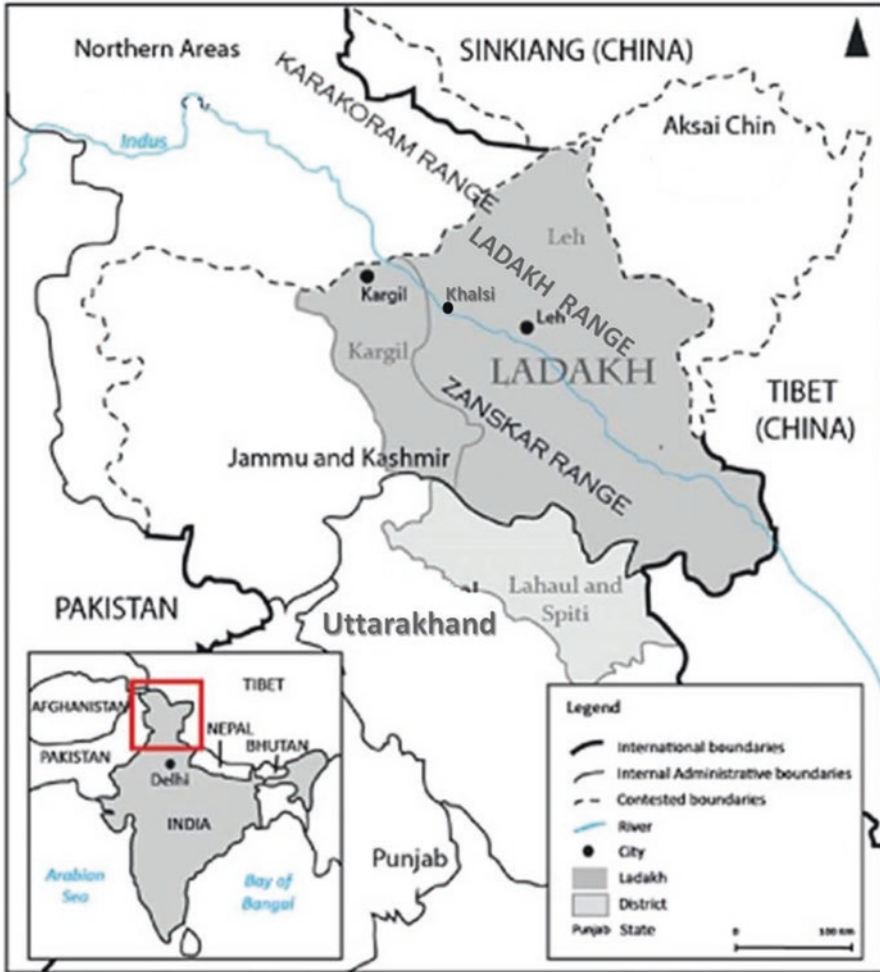 Northern Areas
SINKIANG (CHINA)
KARAKORAM RANGE
Aksai Chin
Indus
Leh
LADAKH RANGE
Kargil
Khalsi
Leh
Kargil
LADAKH
TIBET
(CHINA)
ZANSKAR RANGE
Jammu and Kashmir
PAKISTAN
Lahaul and
Spiti
Uttarakhand
TIBET
AFGHANISTAN
NEPAL
BHUTAN
PAKISTAN
Delhi
INDIA
Arabian
Sea
Bay of
Bangal
Punjab
Legend
International boundaries
Internal Administrative boundaries
Contested boundaries
River
City
Ladakh
District
Punjab State
0 100 Km